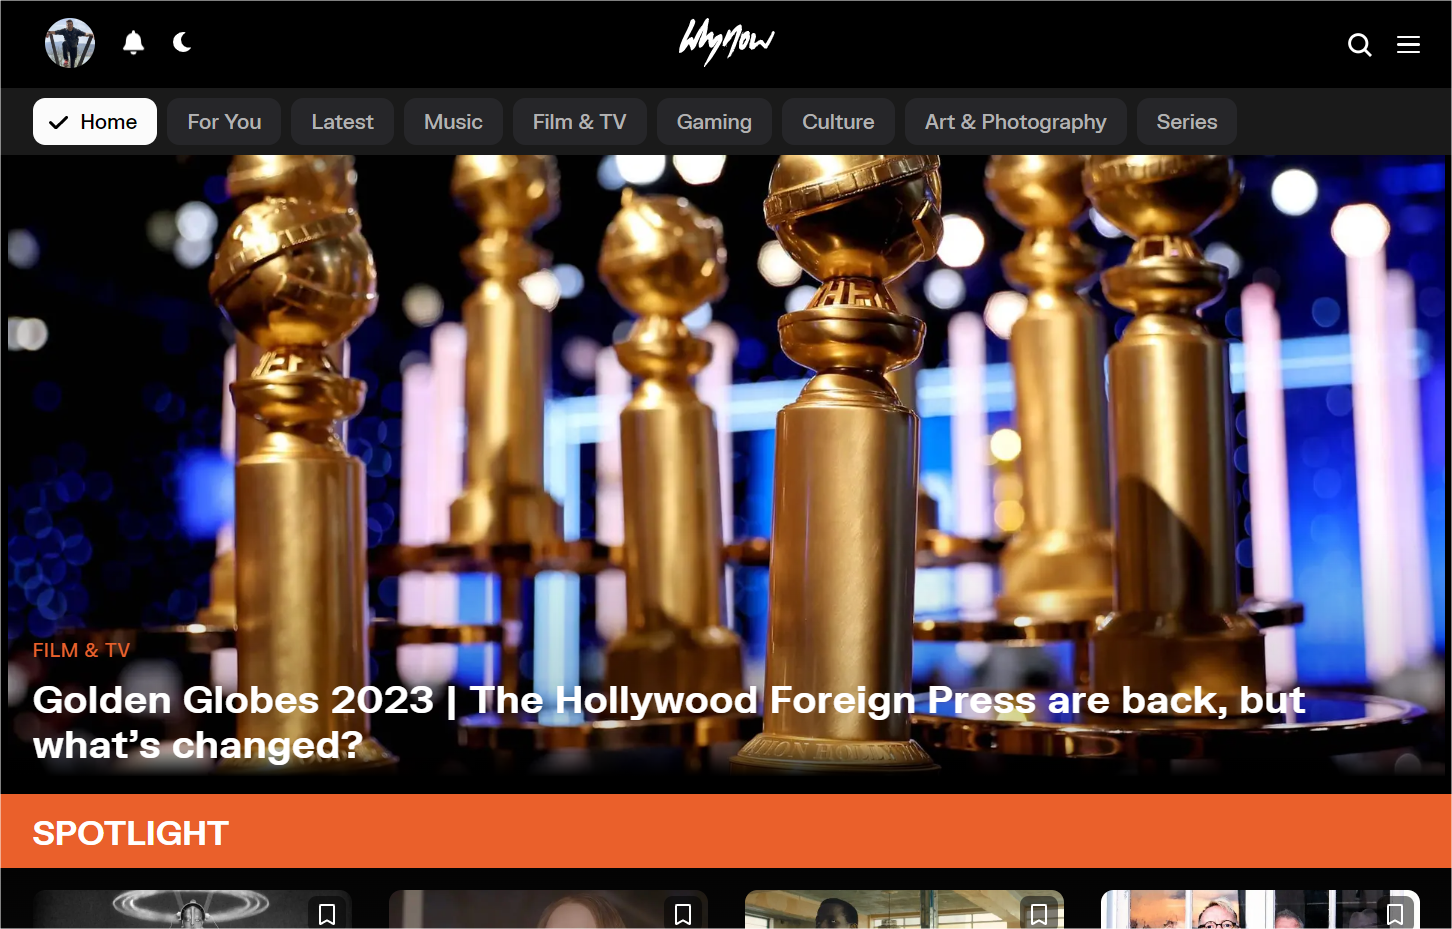 whynow
Home For You Latest Music Film & TV Gaming Culture Art & Photography Series
FILM & TV
Golden Globes 2023 | The Hollywood Foreign Press are back, but
what’s changed?
SPOTLIGHT